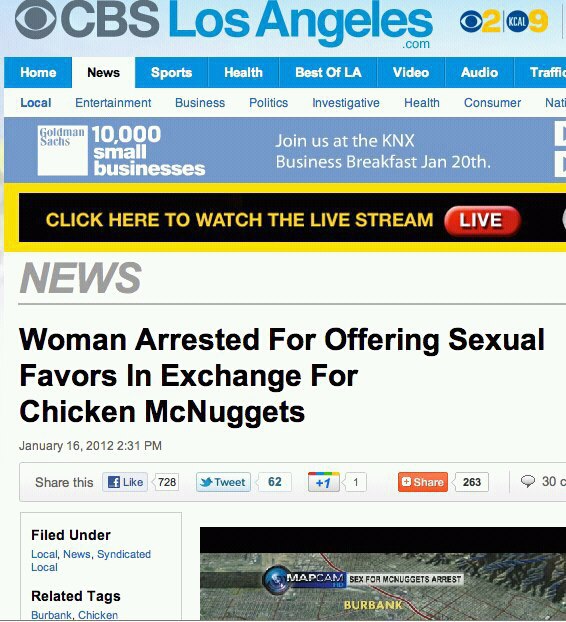 CBS Los Angeles
.com
2 KCAL 9
Home News Sports Health Best Of LA Video Audio Traffic
Local Entertainment Business Politics Investigative Health Consumer Nati
Goldman
Sachs
10,000
small
businesses
Join us at the KNX
Business Breakfast Jan 20th.
CLICK HERE TO WATCH THE LIVE STREAM LIVE
NEWS
Woman Arrested For Offering Sexual
Favors In Exchange For
Chicken McNuggets
January 16, 2012 2:31 PM
Share this Like 728 Tweet 62 +1 1 Share 263 30 c
Filed Under
Local, News, Syndicated
Local
Related Tags
Burbank, Chicken
MAPCAM HD SEX FOR MCNUGGETS ARREST
BURBANK